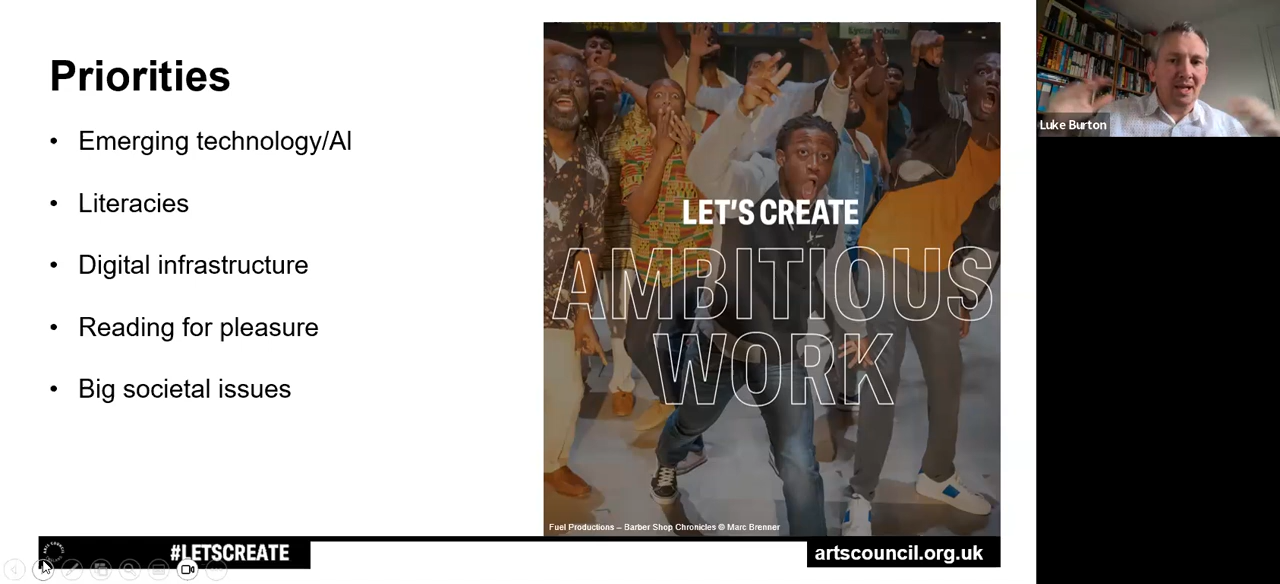 Priorities
• Emerging technology/AI
• Literacies
• Digital infrastructure
• Reading for pleasure
• Big societal issues
LET'S CREATE
AMBITIOUS
WORK
Fuel Productions – Barber Shop Chronicles © Marc Brenner
#LETSCREATE
artscouncil.org.uk
Luke Burton